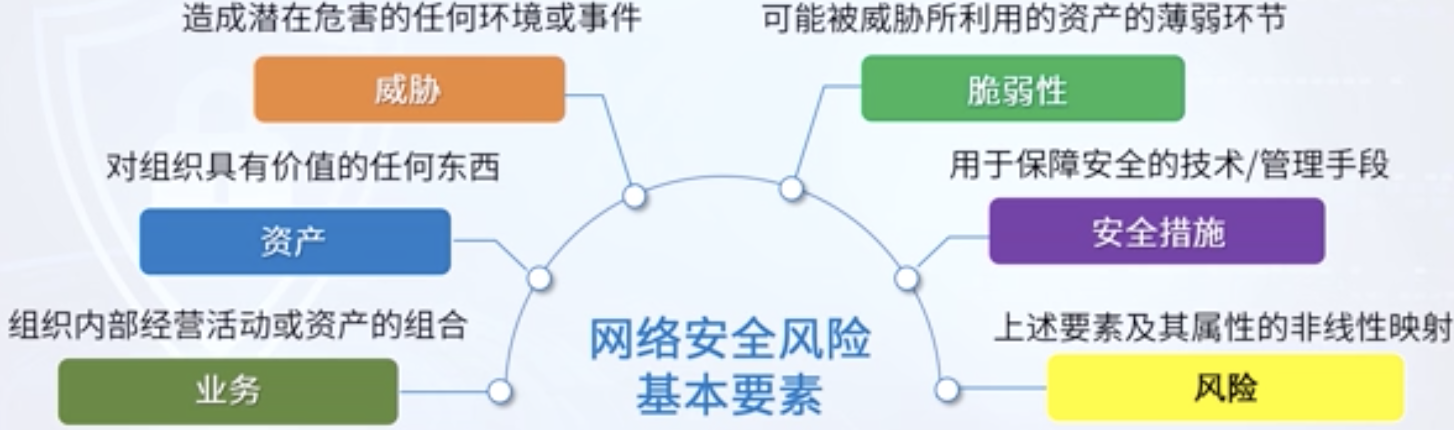 造成潜在危害的任何环境或事件
威胁
对组织具有价值的任何东西
资产
组织内部经营活动或资产的组合
业务
可能被威胁所利用的资产的薄弱环节
脆弱性
用于保障安全的技术/管理手段
安全措施
上述要素及其属性的非线性映射
风险
网络安全风险
基本要素